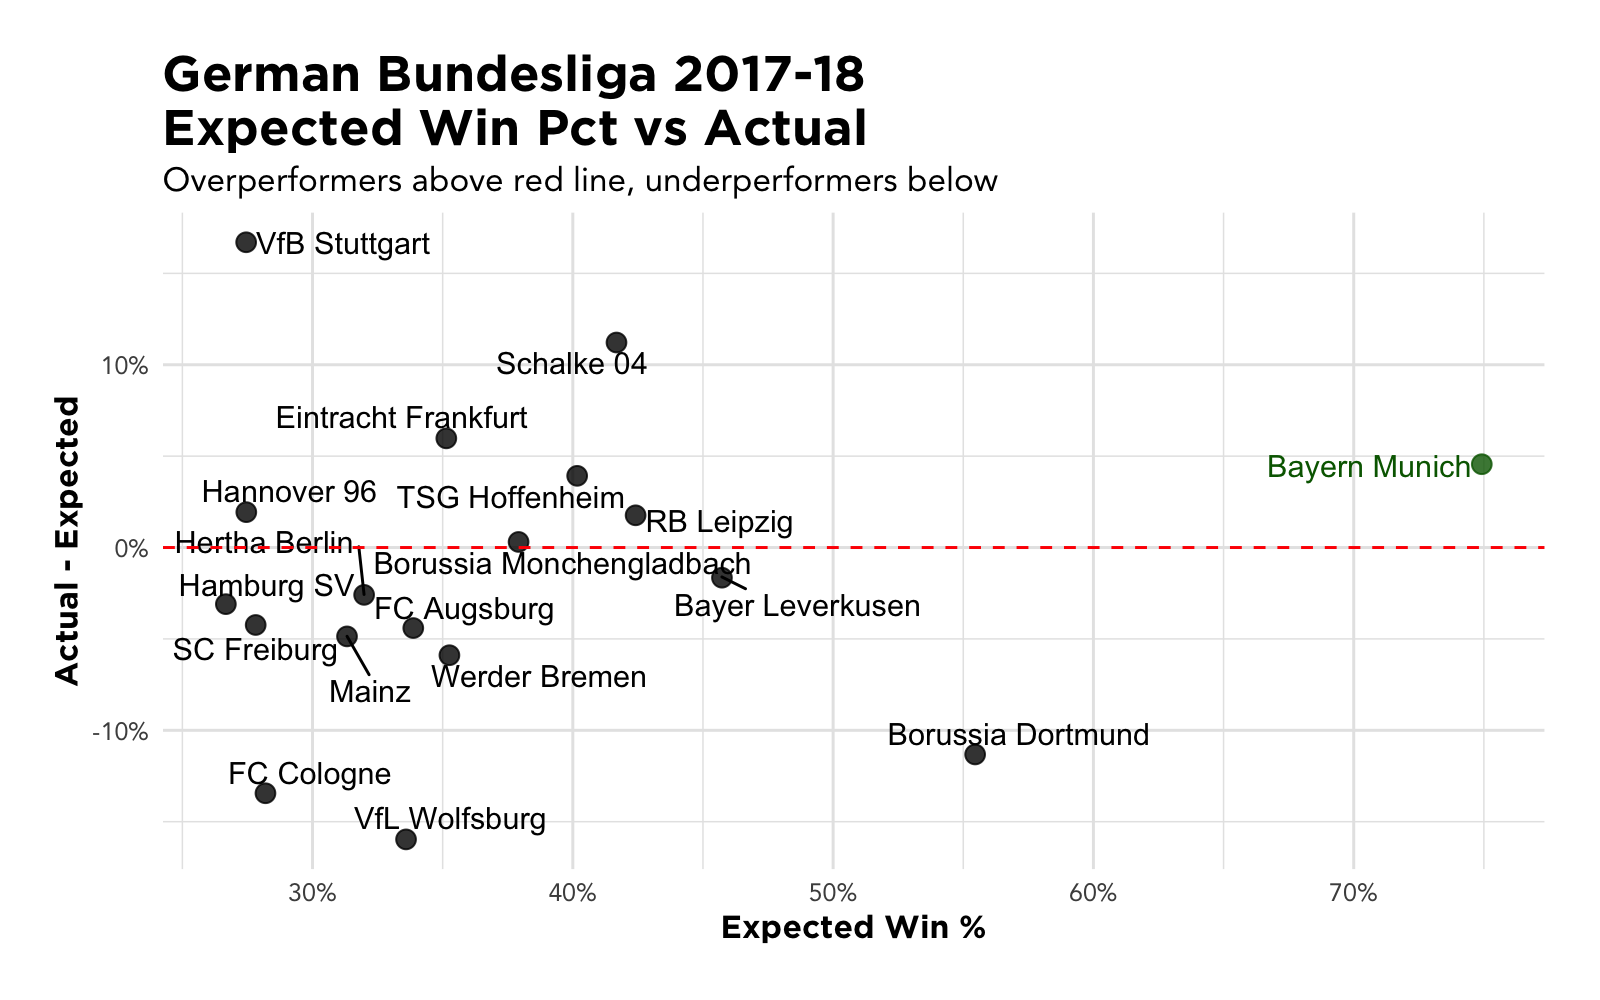 German Bundesliga 2017-18
Expected Win Pct vs Actual
Overperformers above red line, underperformers below
VfB Stuttgart
10%
Schalke 04
Eintracht Frankfurt
Bayern Munich
Hannover 96
TSG Hoffenheim
RB Leipzig
Actual - Expected
0%
Hertha Berlin
Borussia Monchengladbach
Hamburg SV
FC Augsburg
Bayer Leverkusen
SC Freiburg
Werder Bremen
Mainz
-10%
Borussia Dortmund
FC Cologne
VfL Wolfsburg
30%
40%
50%
60%
70%
Expected Win %